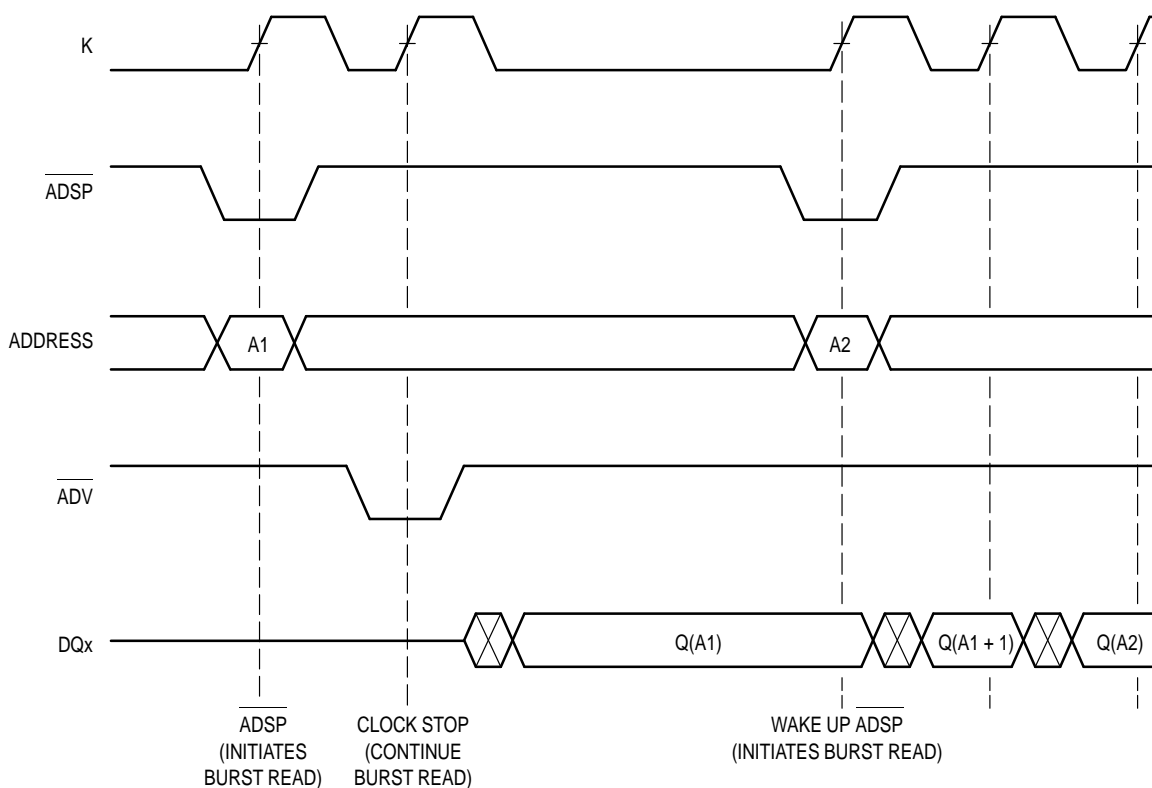 K
ADSP
ADDRESS
A1
A2
ADV
DQx
Q(A1)
Q(A1 + 1)
Q(A2)
ADSP
(INITIATES
BURST READ)
CLOCK STOP
(CONTINUE
BURST READ)
WAKE UP ADSP
(INITIATES BURST READ)